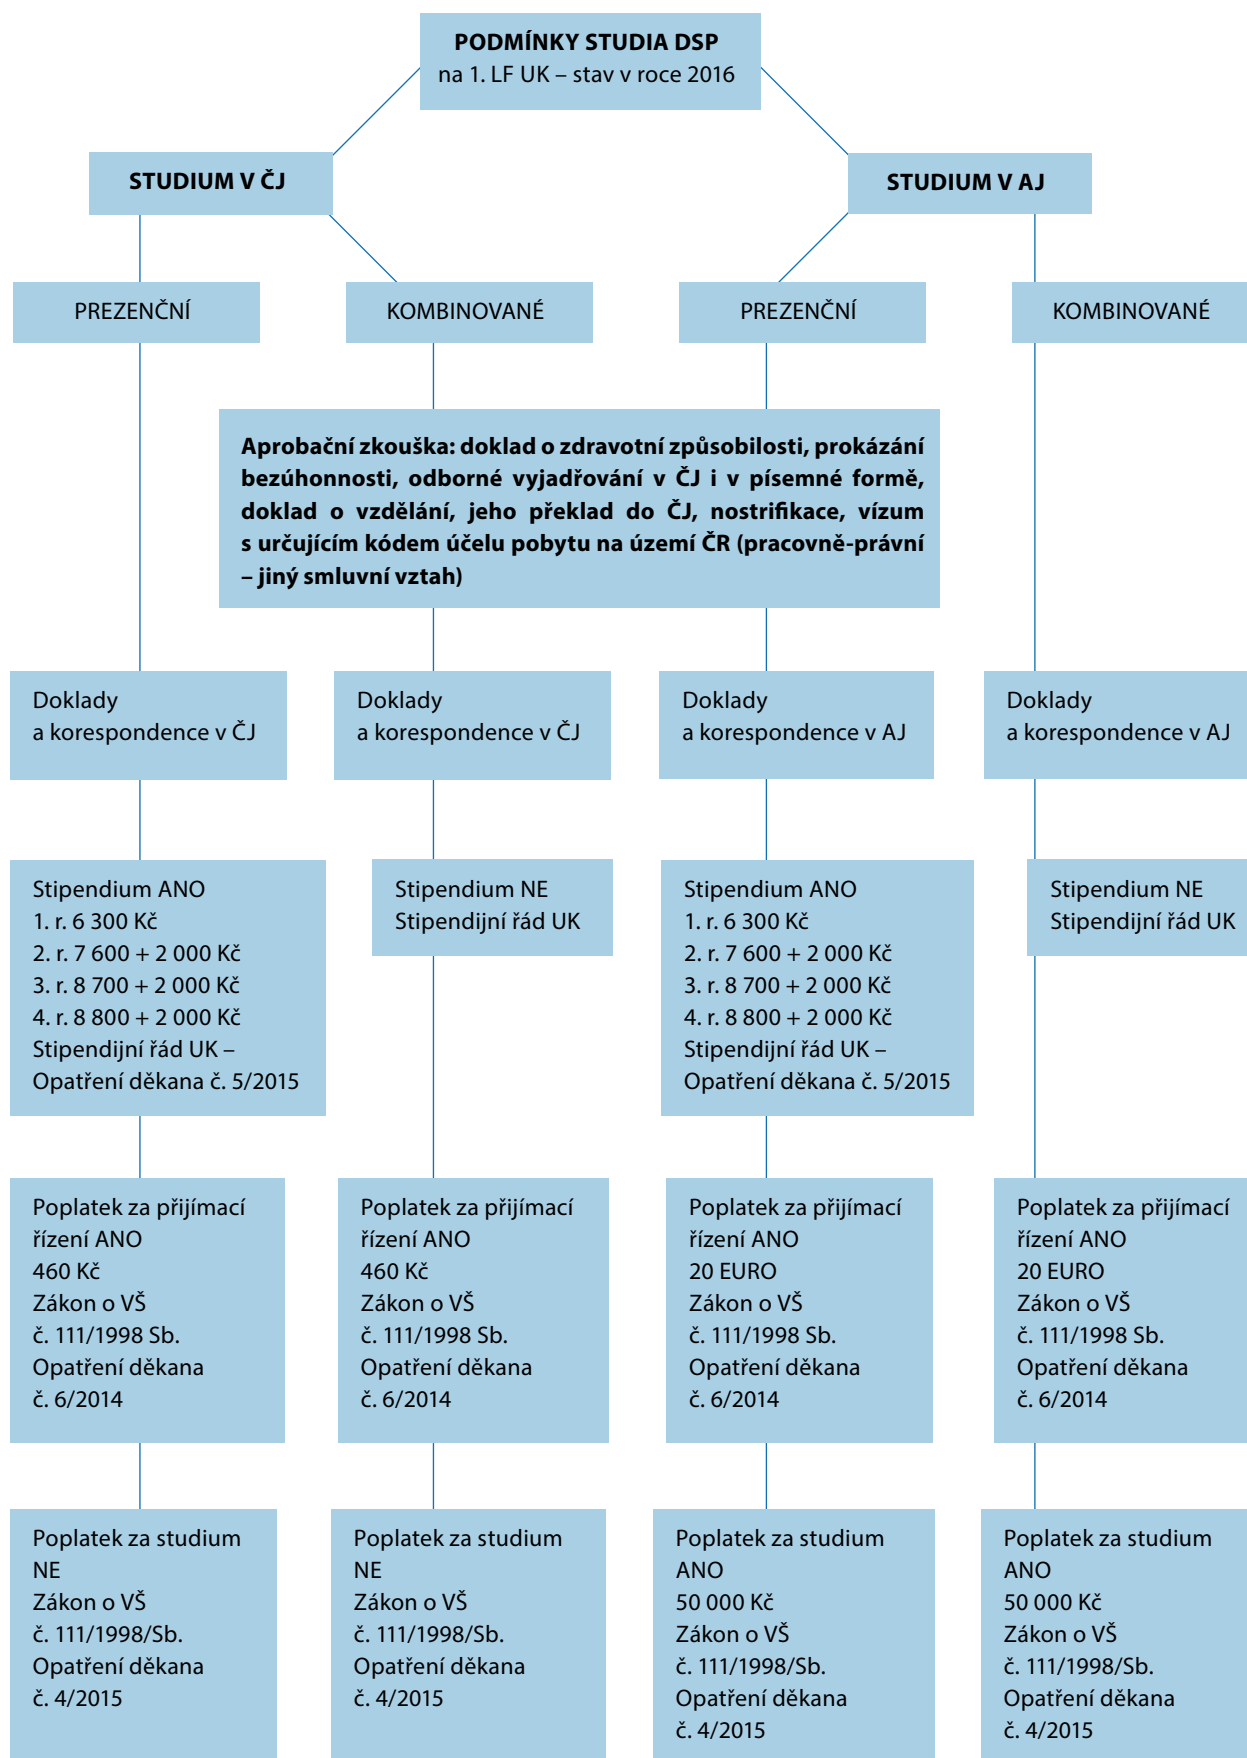 PODMÍNKY STUDIA DSP
na 1. LF UK – stav v roce 2016
STUDIUM V ČJ
STUDIUM V AJ
PREZENČNÍ
KOMBINOVANÉ
PREZENČNÍ
KOMBINOVANÉ
Aprobační zkouška: doklad o zdravotní způsobilosti, prokázání
bezúhonnosti, odborné vyjadřování v ČJ i v písemné formě,
doklad o vzdělání, jeho překlad do ČJ, nostrifikace, vízum
s určujícím kódem účelu pobytu na území ČR (pracovně-právní
– jiný smluvní vztah)
Doklady
a korespondence v ČJ
Doklady
a korespondence v ČJ
Doklady
a korespondence v AJ
Doklady
a korespondence v AJ
Stipendium ANO
1. r. 6 300 Kč
2. r. 7 600 + 2 000 Kč
3. r. 8 700 + 2 000 Kč
4. r. 8 800 + 2 000 Kč
Stipendijní řád UK –
Opatření děkana č. 5/2015
Stipendium NE
Stipendijní řád UK
Stipendium ANO
1. r. 6 300 Kč
2. r. 7 600 + 2 000 Kč
3. r. 8 700 + 2 000 Kč
4. r. 8 800 + 2 000 Kč
Stipendijní řád UK –
Opatření děkana č. 5/2015
Stipendium NE
Stipendijní řád UK
Poplatek za přijímací
řízení ANO
460 Kč
Zákon o VŠ
č. 111/1998 Sb.
Opatření děkana
č. 6/2014
Poplatek za přijímací
řízení ANO
460 Kč
Zákon o VŠ
č. 111/1998 Sb.
Opatření děkana
č. 6/2014
Poplatek za přijímací
řízení ANO
20 EURO
Zákon o VŠ
č. 111/1998 Sb.
Opatření děkana
č. 6/2014
Poplatek za přijímací
řízení ANO
20 EURO
Zákon o VŠ
č. 111/1998 Sb.
Opatření děkana
č. 6/2014
Poplatek za studium
NE
Zákon o VŠ
č. 111/1998/Sb.
Opatření děkana
č. 4/2015
Poplatek za studium
NE
Zákon o VŠ
č. 111/1998/Sb.
Opatření děkana
č. 4/2015
Poplatek za studium
ANO
50 000 Kč
Zákon o VŠ
č. 111/1998/Sb.
Opatření děkana
č. 4/2015
Poplatek za studium
ANO
50 000 Kč
Zákon o VŠ
č. 111/1998/Sb.
Opatření děkana
č. 4/2015